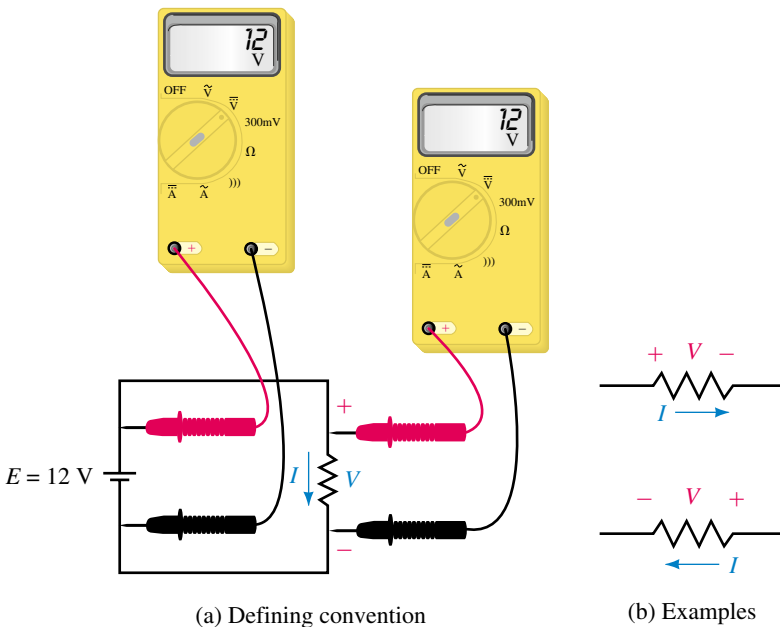 12
V
OFF
Ṽ
V
300mV
Ω
)))
A
Ã
+
−
12
V
OFF
Ṽ
V
300mV
Ω
)))
A
Ã
+
−
E = 12 V
+
I
V
−
+ V −
I
− V +
I
(a) Defining convention
(b) Examples